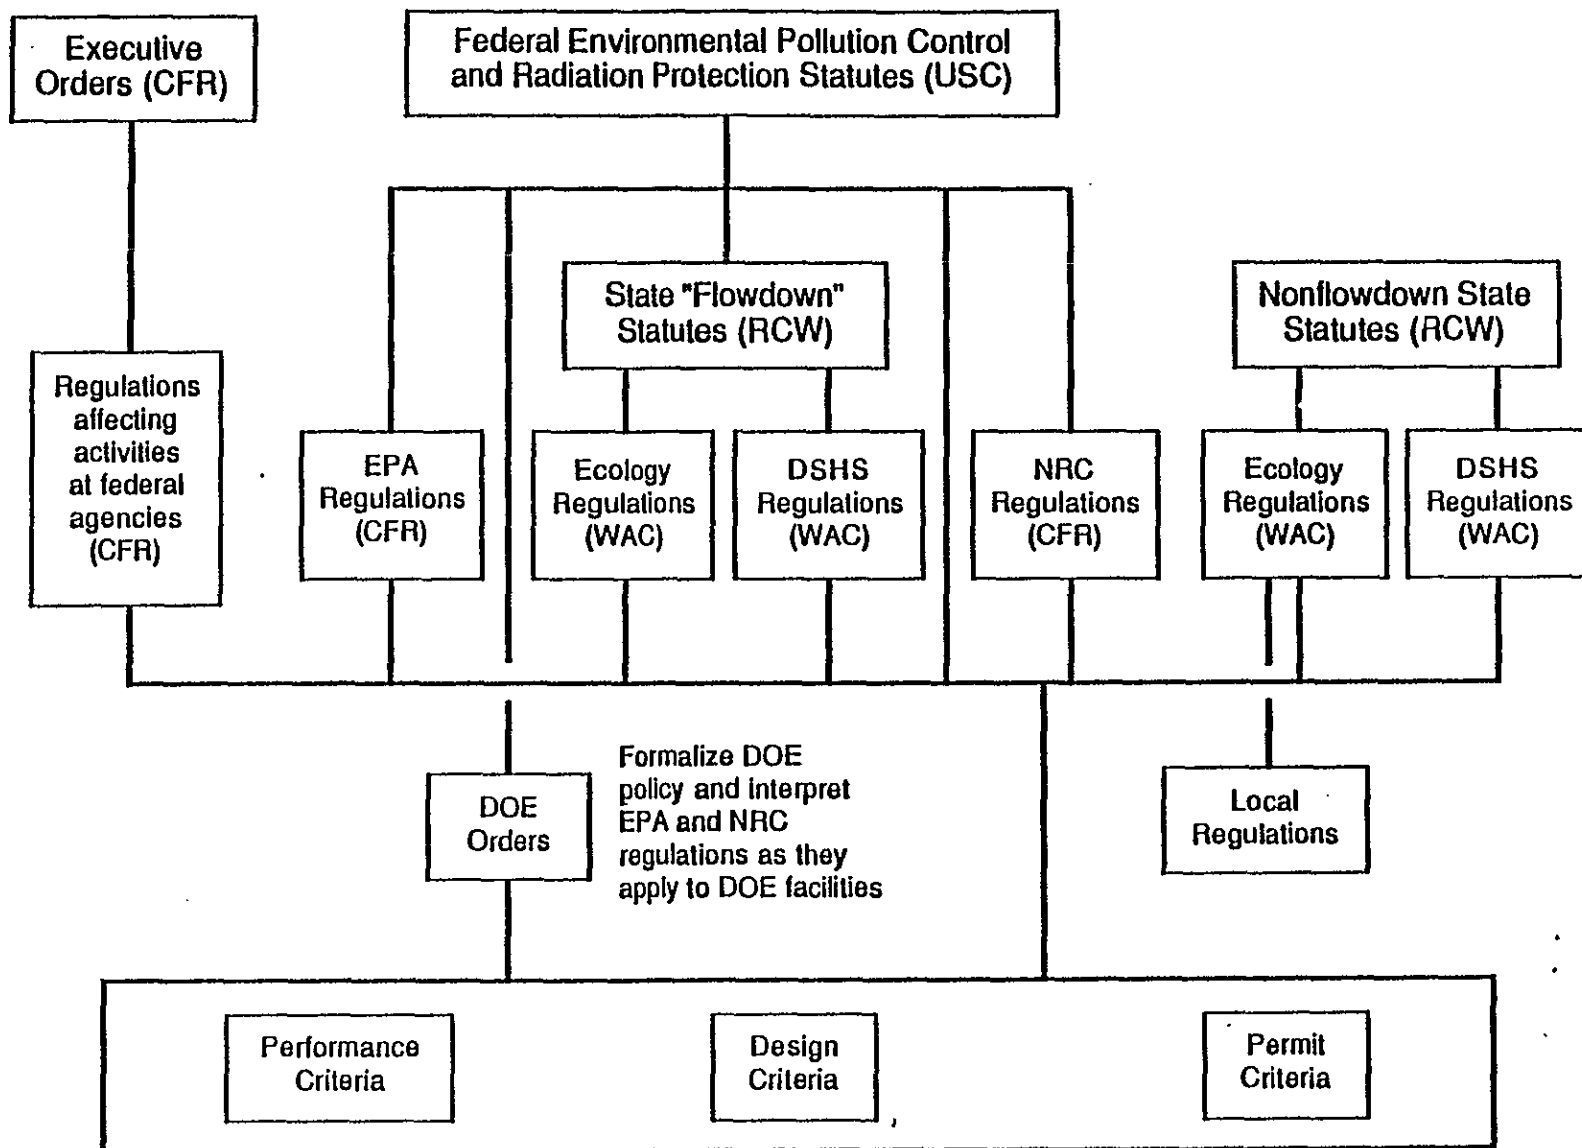 Executive
Orders (CFR)
Federal Environmental Pollution Control
and Radiation Protection Statutes (USC)
State "Flowdown"
Statutes (RCW)
Nonflowdown State
Statutes (RCW)
Regulations
affecting
activities
at federal
agencies
(CFR)
EPA
Regulations
(CFR)
Ecology
Regulations
(WAC)
DSHS
Regulations
(WAC)
NRC
Regulations
(CFR)
Ecology
Regulations
(WAC)
DSHS
Regulations
(WAC)
DOE
Orders
Formalize DOE
policy and interpret
EPA and NRC
regulations as they
apply to DOE facilities
Local
Regulations
Performance
Criteria
Design
Criteria
Permit
Criteria